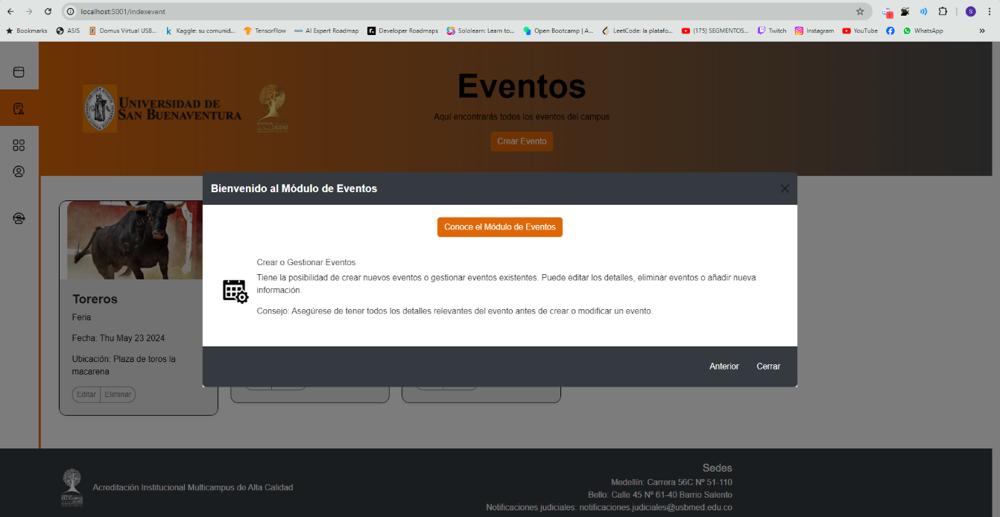 localhost:5001/indexevent
S
Bookmarks ASIS Domus Virtual USB... Kaggle: su comunid... TensorFlow AI Expert Roadmap Developer Roadmaps Sololearn: Learn to... Open Bootcamp | A... LeetCode: la platafo... (175) SEGMENTOS... Twitch Instagram YouTube WhatsApp »
UNIVERSIDAD DE
SAN BUENAVENTURA
Eventos
Aquí encontrarás todos los eventos del campus
Crear Evento
Bienvenido al Módulo de Eventos
Conoce el Módulo de Eventos
Crear o Gestionar Eventos
Tiene la posibilidad de crear nuevos eventos o gestionar eventos existentes. Puede editar los detalles, eliminar eventos o añadir nueva
información.
Consejo: Asegúrese de tener todos los detalles relevantes del evento antes de crear o modificar un evento.
Anterior Cerrar
Toreros
Feria
Fecha: Thu May 23 2024
Ubicación: Plaza de toros la
macarena
Editar Eliminar
Acreditación Institucional Multicampus de Alta Calidad
Sedes
Medellín: Carrera 56C Nº 51-110
Bello: Calle 45 Nº 61-40 Barrio Salento
Notificaciones judiciales: notificaciones.judiciales@usbmed.edu.co